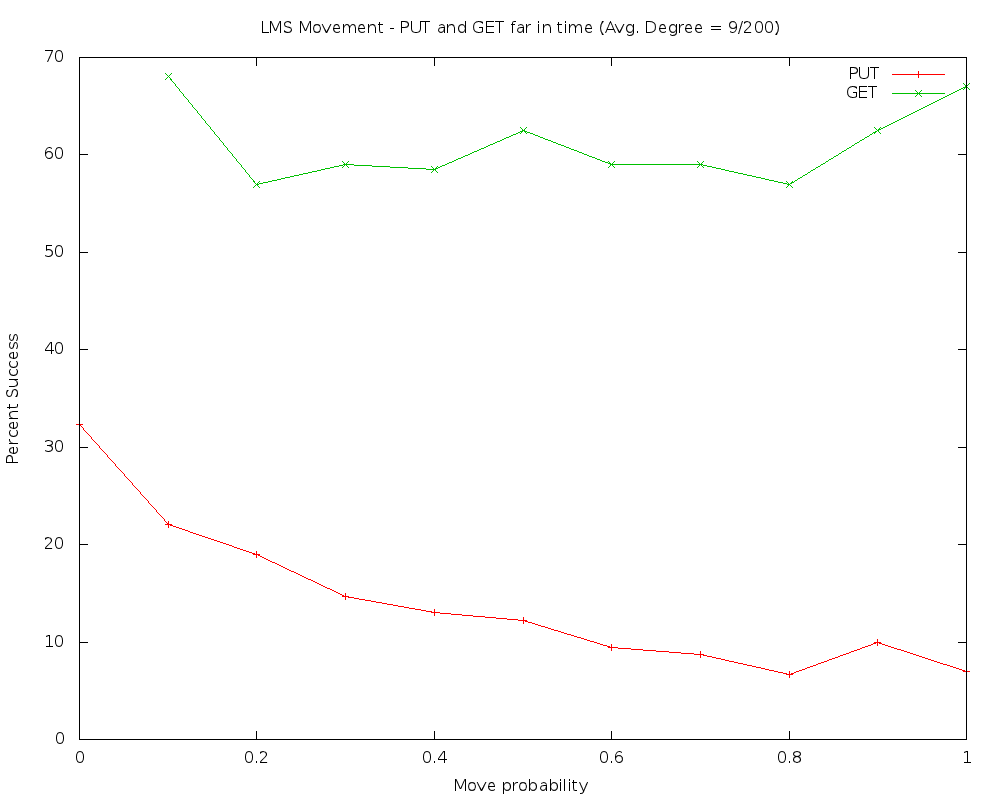 LMS Movement - PUT and GET far in time (Avg. Degree = 9/200)
70
60
50
40
30
20
10
0
Percent Success
PUT
GET
0
0.2
0.4
0.6
0.8
1
Move probability